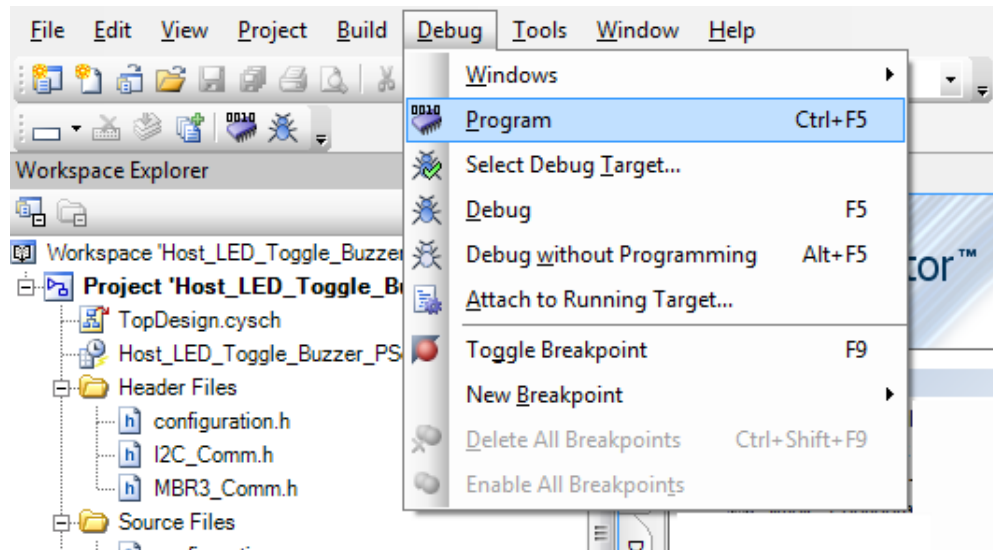 File Edit View Project Build Debug Tools Window Help
Windows
Program Ctrl+F5
Select Debug Target...
Debug F5
Debug without Programming Alt+F5
Attach to Running Target...
Toggle Breakpoint F9
New Breakpoint
Delete All Breakpoints Ctrl+Shift+F9
Enable All Breakpoints
Workspace Explorer
Workspace 'Host_LED_Toggle_Buzzer
Project 'Host_LED_Toggle_B
TopDesign.cysch
Host_LED_Toggle_Buzzer_PS
Header Files
h configuration.h
h I2C_Comm.h
h MBR3_Comm.h
Source Files
tor™